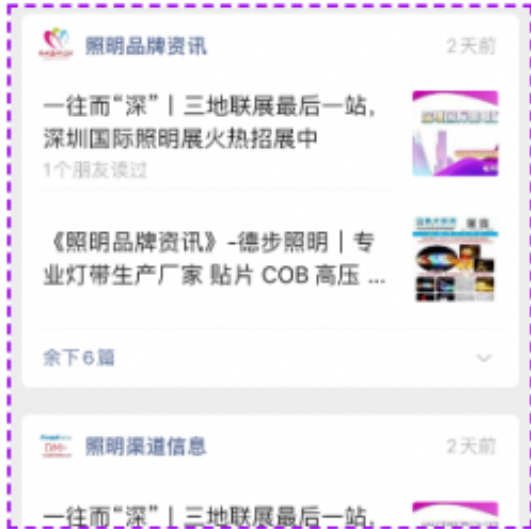 照明品牌资讯
2天前
一往而“深”丨三地联展最后一站，
深圳国际照明展火热招展中
1个朋友读过
《照明品牌资讯》-德步照明｜专
业灯带生产厂家 贴片 COB 高压 ...
余下6篇
照明渠道信息
2天前
一往而“深”丨三地联展最后一站，